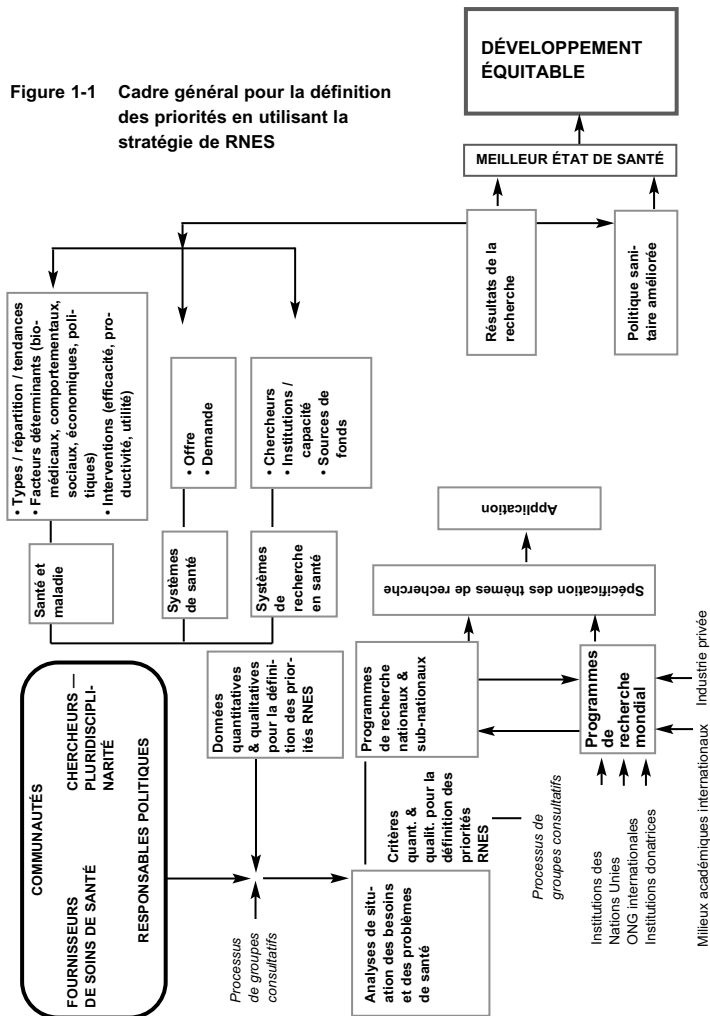 Figure 1-1 Cadre général pour la définition
des priorités en utilisant la
stratégie de RNES
COMMUNAUTÉS
FOURNISSEURS
DE SOINS DE SANTÉ
CHERCHEURS —
PLURIDISCIPLI-
NARITÉ
RESPONSABLES POLITIQUES
Santé et
maladie
• Types / répartition / tendances
• Facteurs déterminants (bio-
médicaux, comportementaux,
sociaux, économiques, poli-
tiques)
• Interventions (efficacité, pro-
ductivité, utilité)
Systèmes
de santé
• Offre
• Demande
Systèmes
de
recherche
en santé
• Chercheurs
• Institutions /
capacité
• Sources de
fonds
Données
quantitatives
& qualitatives
pour la défini-
tion des prior-
ités RNES
Processus
de groupes
consultatifs
Analyses de situ-
ation des besoins
et des problèmes
de santé
Critères
quant. &
qualit. pour la
définition des
priorités
RNES
Processus de
groupes consultatifs
Programmes
de recherche
nationaux &
sub-nationaux
Programmes
de
recherche
mondial
Institutions des
Nations Unies
ONG internationales
Institutions donatrices
Milieux académiques internationaux
Industrie privée
Spécification des thèmes de recherche
Application
Résultats de la
recherche
Politique sani-
taire améliorée
MEILLEUR ÉTAT DE SANTÉ
DÉVELOPPEMENT
ÉQUITABLE